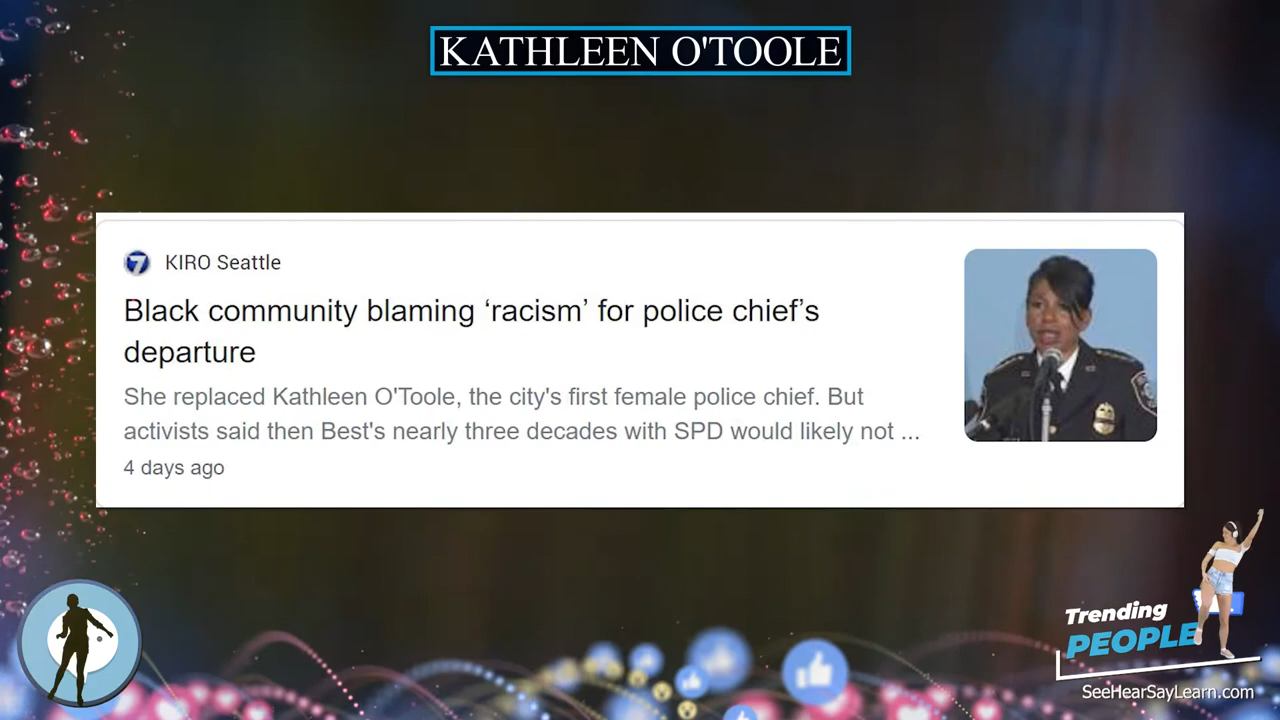 KATHLEEN O'TOOLE
KIRO Seattle
Black community blaming ‘racism’ for police chief’s
departure
She replaced Kathleen O'Toole, the city's first female police chief. But
activists said then Best's nearly three decades with SPD would likely not ...
4 days ago
Trending
PEOPLE
SeeHearSayLearn.com